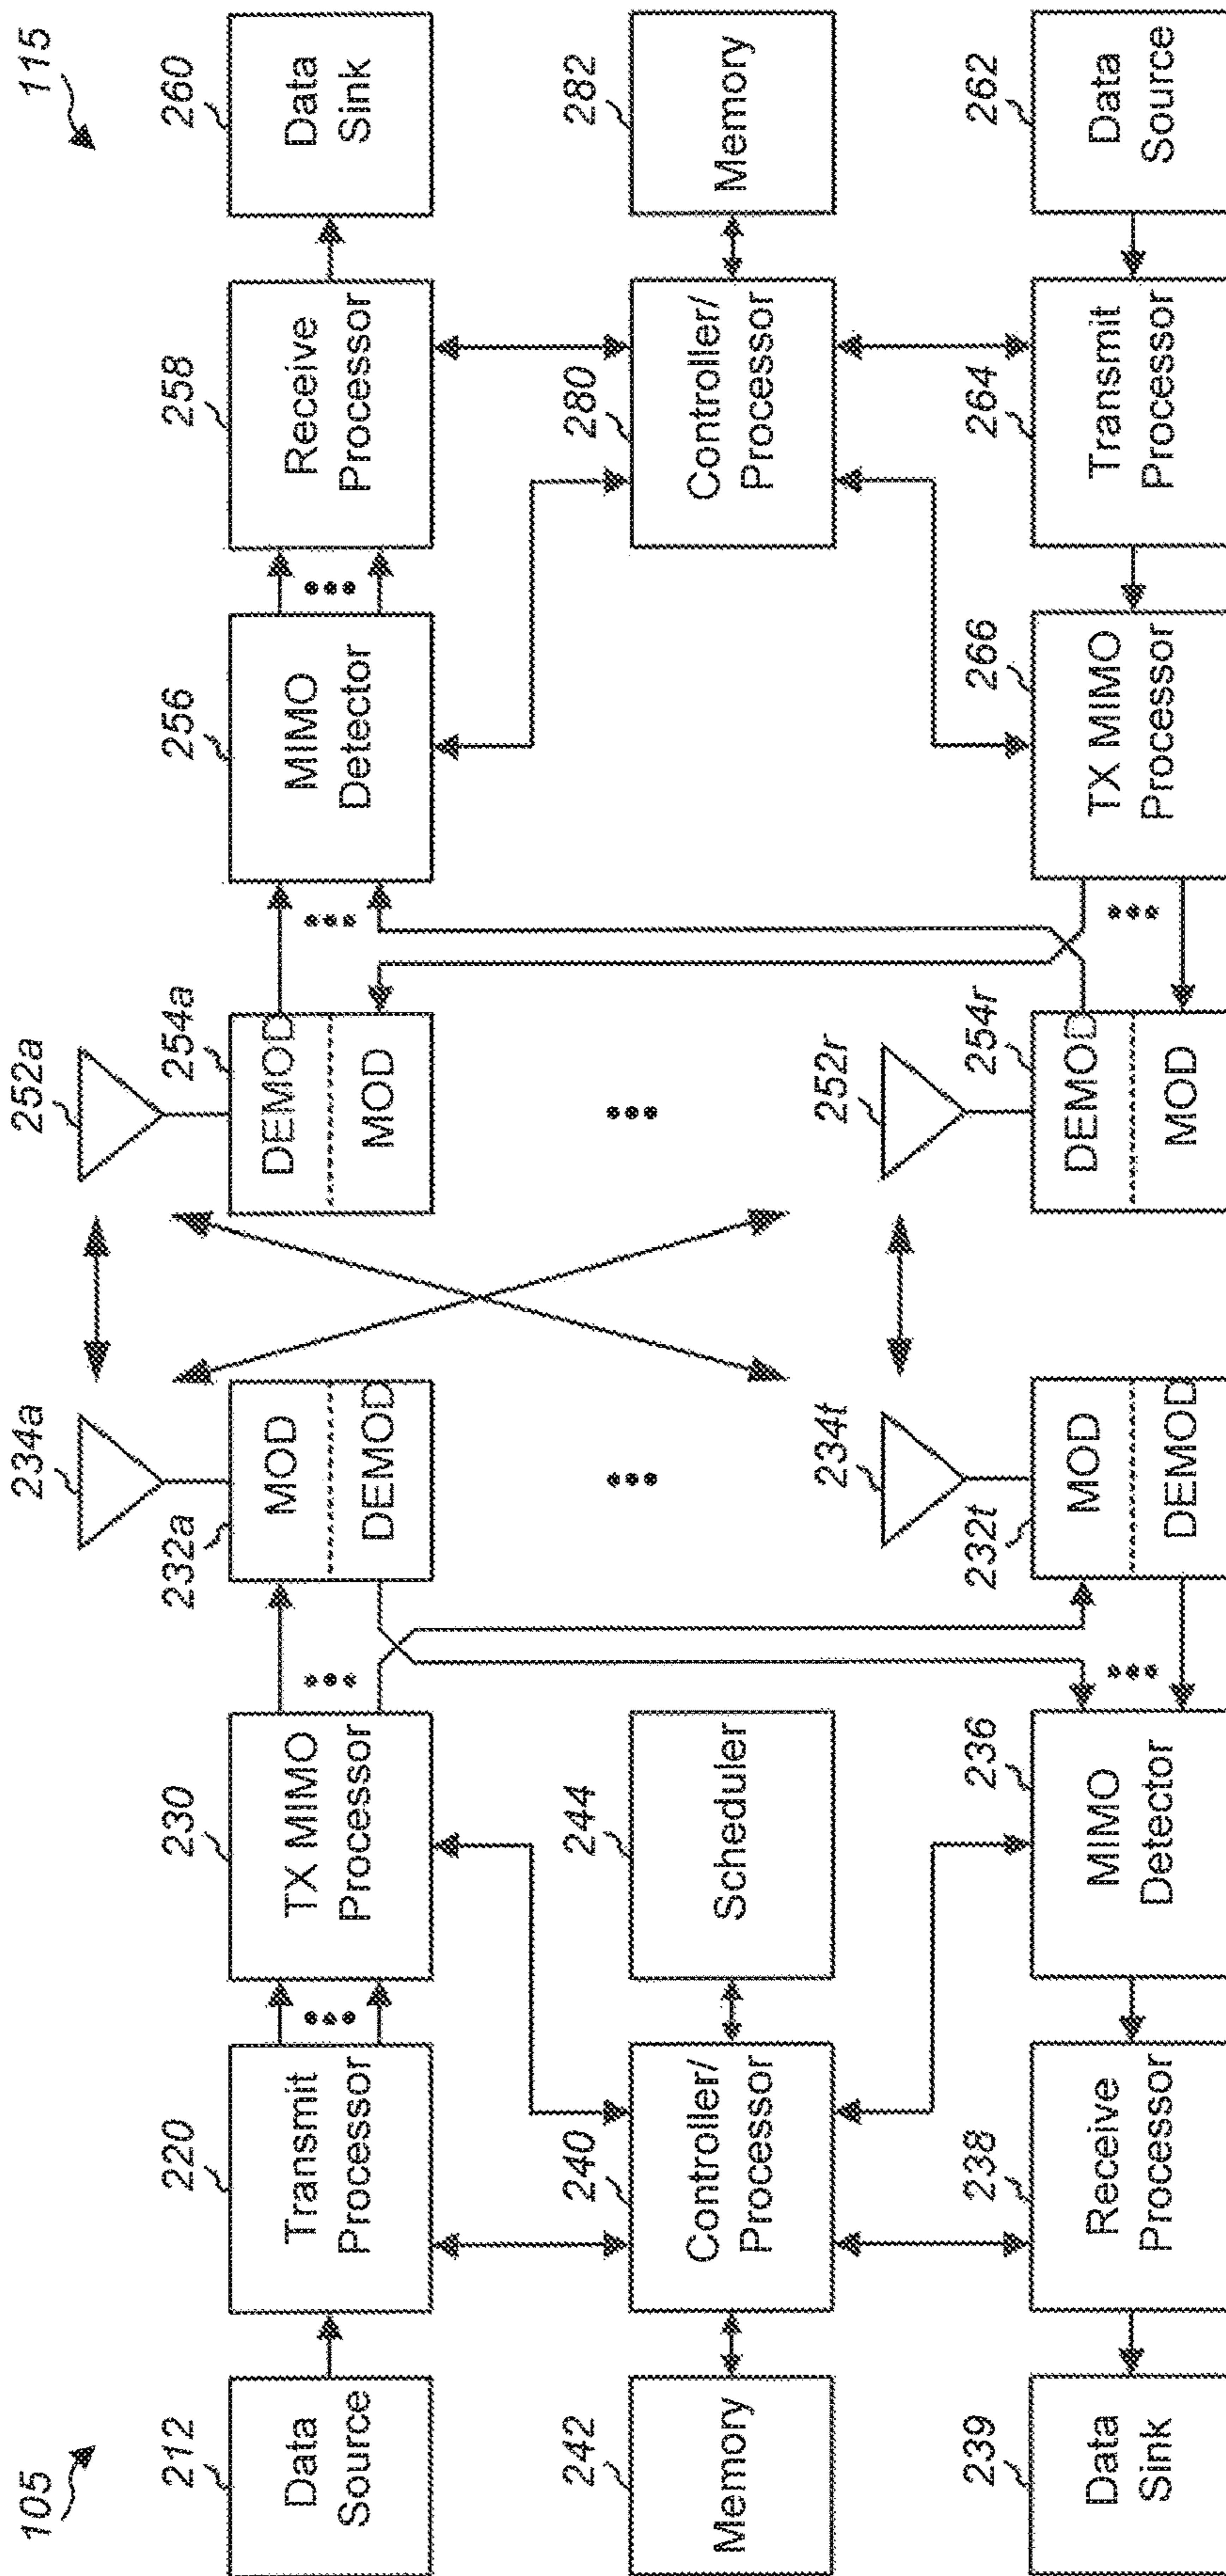 105
212
Data
Source
220
Transmit
Processor
230
TX MIMO
Processor
232a
MOD
DEMOD
234a
252a
254a
DEMOD
MOD
256
MIMO
Detector
258
Receive
Processor
260
Data
Sink
115
242
Memory
240
Controller/
Processor
244
Scheduler
280
Controller/
Processor
282
Memory
239
Data
Sink
238
Receive
Processor
236
MIMO
Detector
232t
MOD
DEMOD
234t
252r
254r
DEMOD
MOD
266
TX MIMO
Processor
264
Transmit
Processor
262
Data
Source